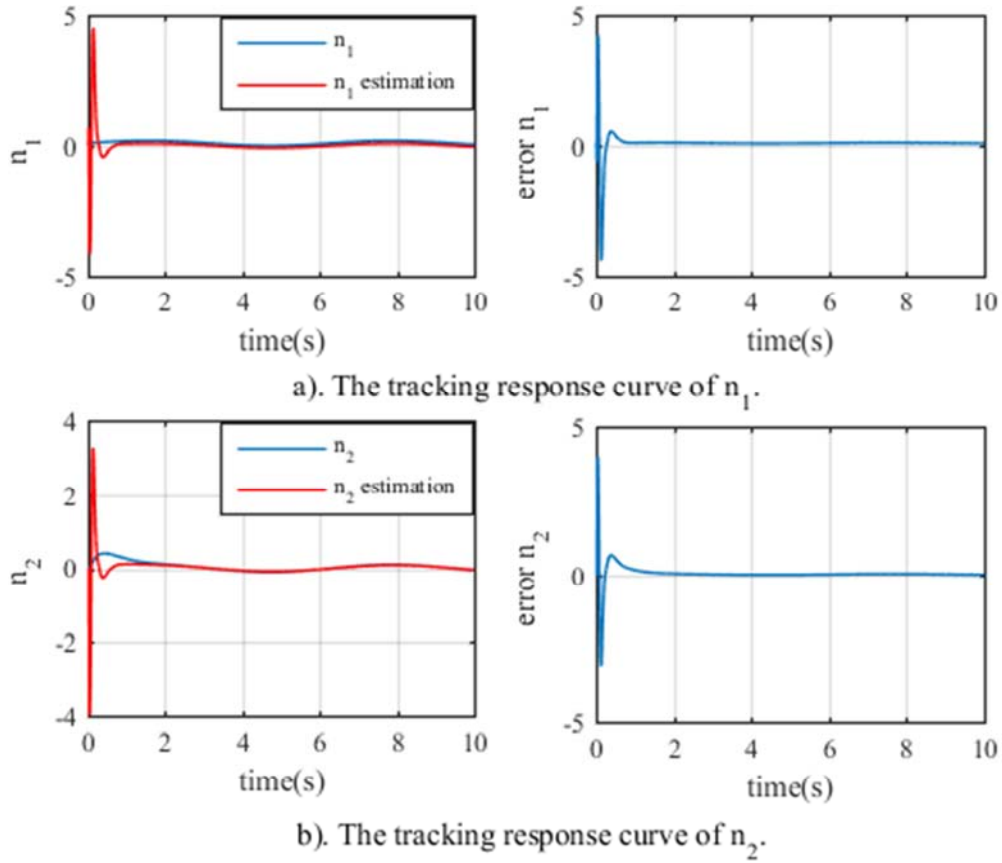 5
0
-5
n1
n1
n1 estimation
0 2 4 6 8 10
time(s)
5
0
-5
error n1
0 2 4 6 8 10
time(s)
a). The tracking response curve of n1.
4
2
0
-2
-4
n2
n2
n2 estimation
0 2 4 6 8 10
time(s)
5
0
-5
error n2
0 2 4 6 8 10
time(s)
b). The tracking response curve of n2.